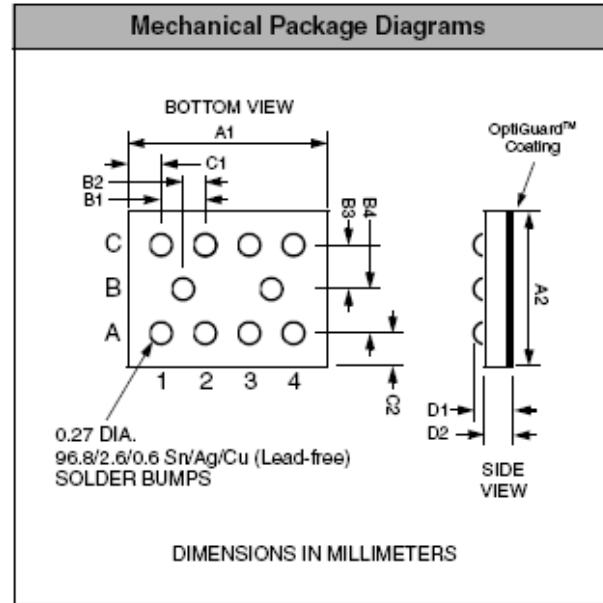 Mechanical Package Diagrams
BOTTOM VIEW
A1
OptiGuard™
Coating
C1
B2
B1
B3
B4
C
B
A
A2
1 2 3 4
C2
D1
D2
0.27 DIA.
96.8/2.6/0.6 Sn/Ag/Cu (Lead-free)
SOLDER BUMPS
SIDE
VIEW
DIMENSIONS IN MILLIMETERS